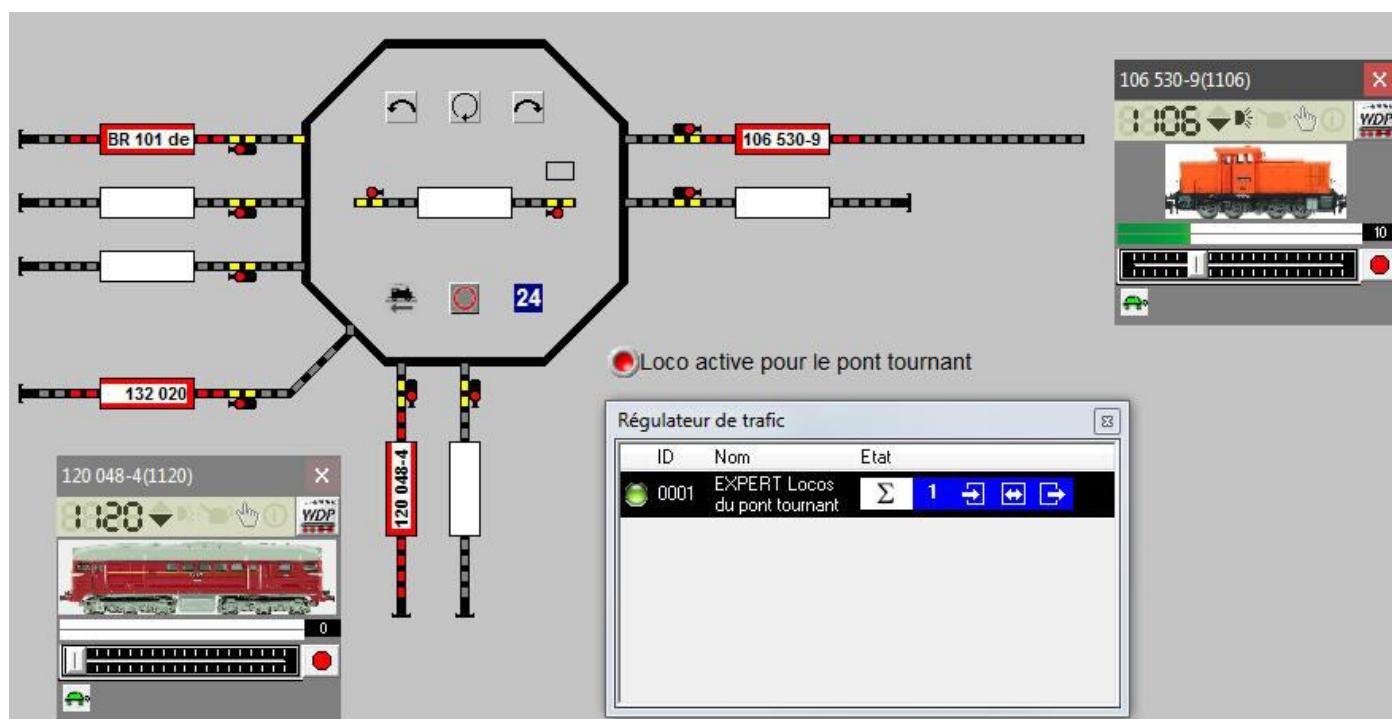 106 530-9(1106)
1106
WDP
10
BR 101 de
106 530-9
24
132 020
120 048-4
Loco active pour le pont tournant
Régulateur de trafic
ID Nom Etat
0001 EXPERT Locos Σ 1
du pont tournant
120 048-4(1120)
1120
WDP
0